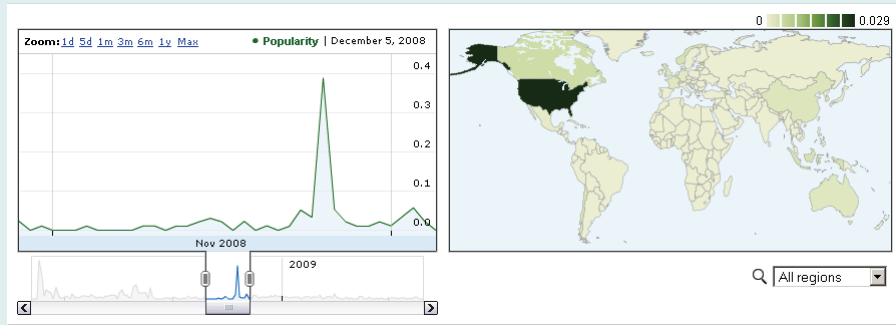 0 0.029
Zoom: 1d 5d 1m 3m 6m 1y Max
Popularity | December 5, 2008
0.4
0.3
0.2
0.1
0.0
Nov 2008
2009
All regions